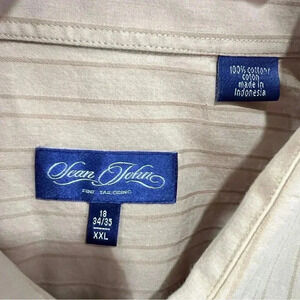 100% cotton/
coton
made in
Indonesia
Sean John
FINE TAILORING
18
34/35
XXL